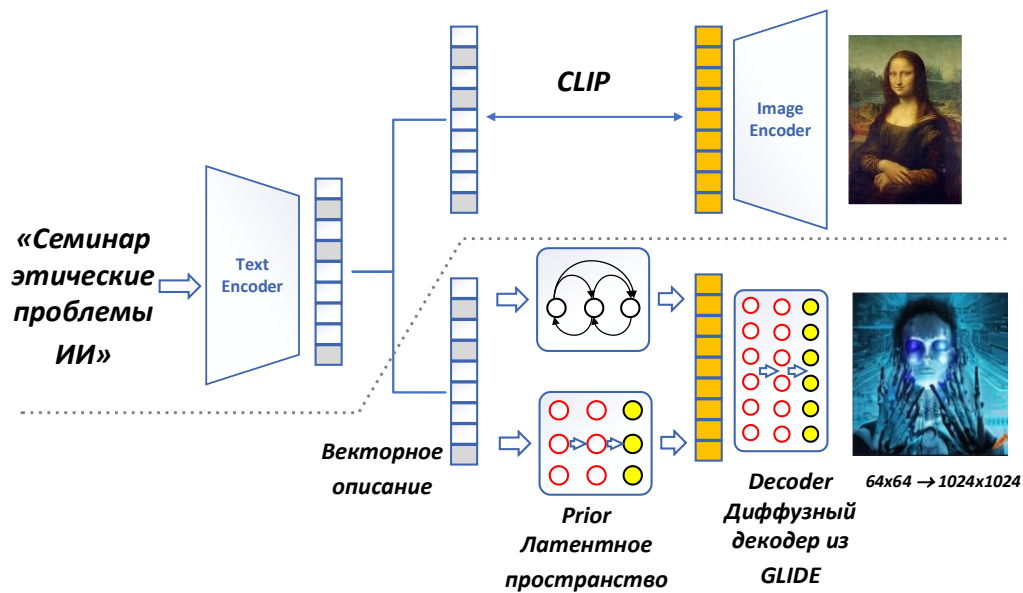 CLIP
Image
Encoder
«Семинар
этические
проблемы
ИИ»
Text
Encoder
Векторное
описание
Prior
Латентное
пространство
Decoder
Диффузный
декодер из
GLIDE
64x64 → 1024x1024